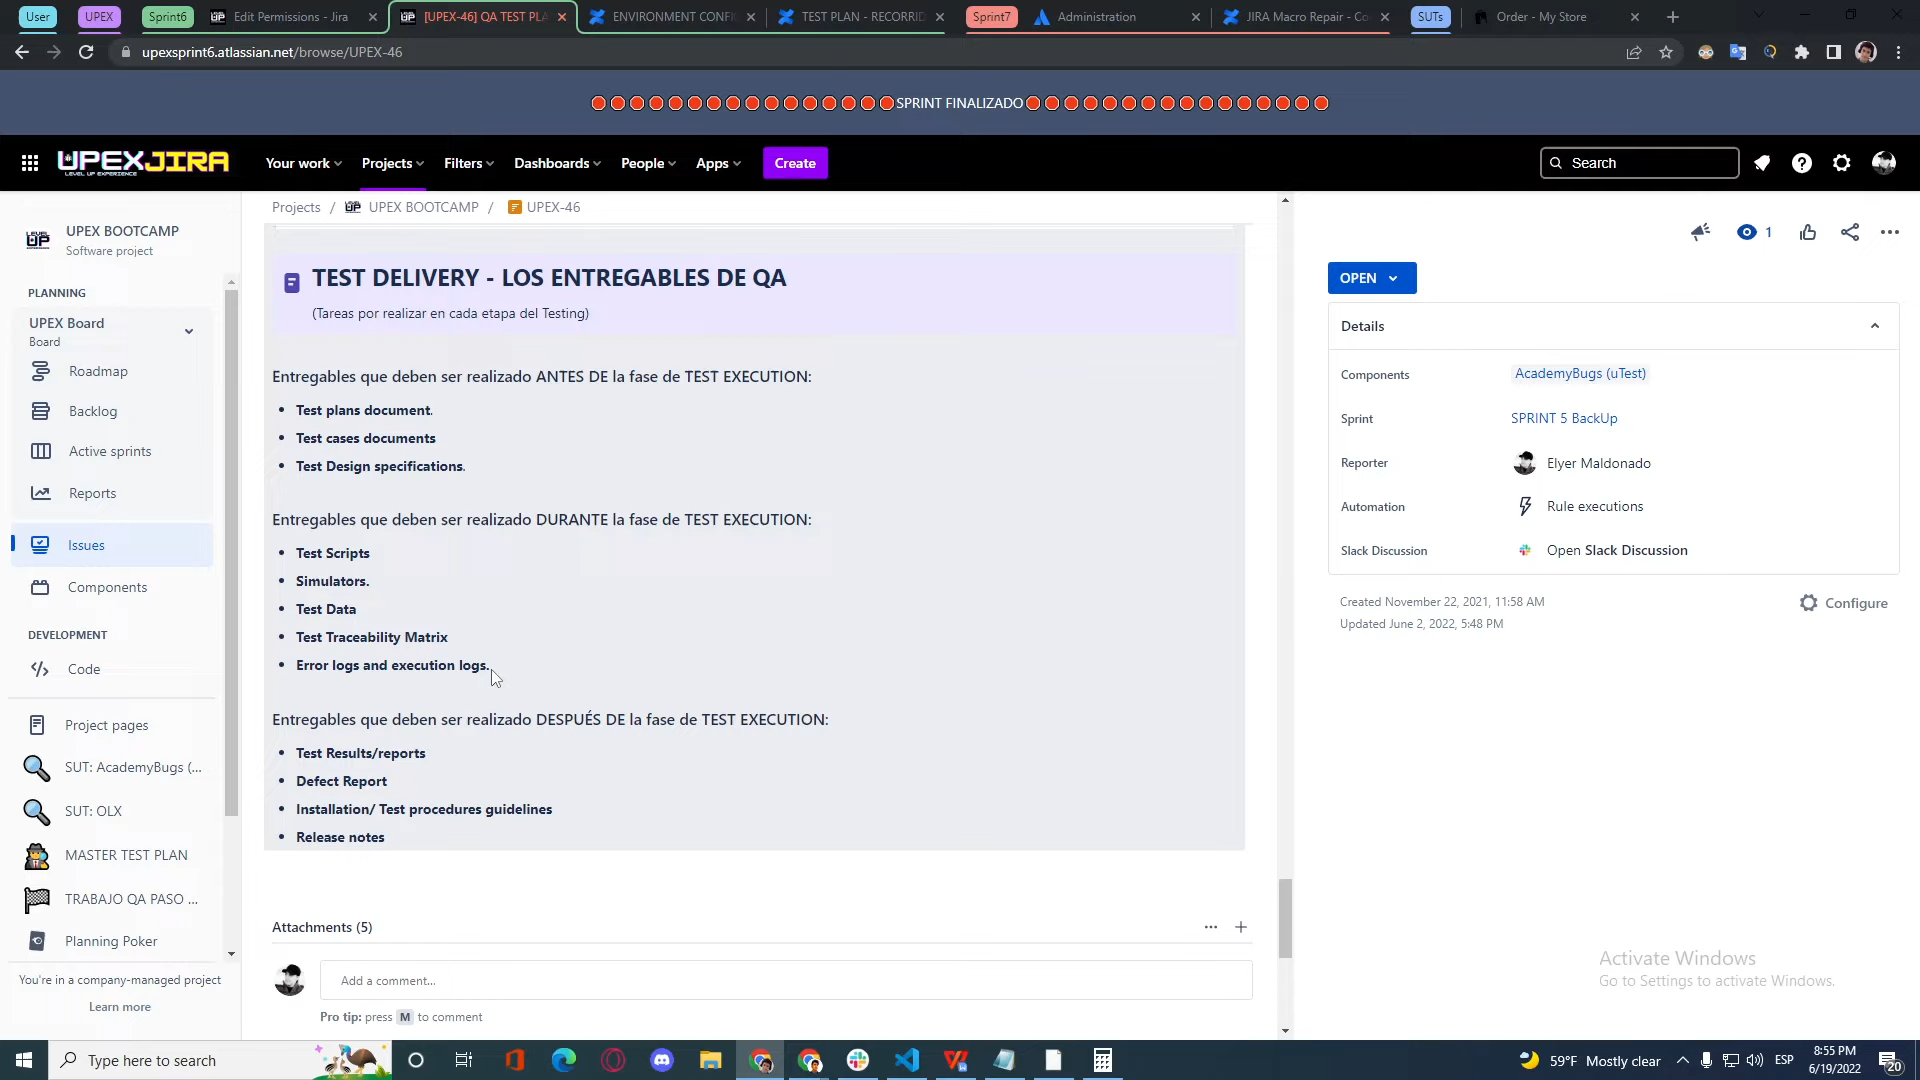 User
UPEX
Sprint6
Edit Permissions - Jira
[UPEX-46] QA TEST PLA
ENVIRONMENT CONFI
TEST PLAN - RECORRID
Sprint7
Administration
JIRA Macro Repair - Co
SUTs
Order - My Store
upexsprint6.atlassian.net/browse/UPEX-46
SPRINT FINALIZADO
UPEXJIRA
LEVEL UP EXPERIENCE
Your work
Projects
Filters
Dashboards
People
Apps
Create
Search
UPEX BOOTCAMP
Software project
PLANNING
UPEX Board
Board
Roadmap
Backlog
Active sprints
Reports
Issues
Components
DEVELOPMENT
Code
Project pages
SUT: AcademyBugs (...
SUT: OLX
MASTER TEST PLAN
TRABAJO QA PASO ...
Planning Poker
You're in a company-managed project
Learn more
Projects / UPEX BOOTCAMP / UPEX-46
TEST DELIVERY - LOS ENTREGABLES DE QA
(Tareas por realizar en cada etapa del Testing)
Entregables que deben ser realizado ANTES DE la fase de TEST EXECUTION:
• Test plans document.
• Test cases documents
• Test Design specifications.
Entregables que deben ser realizado DURANTE la fase de TEST EXECUTION:
• Test Scripts
• Simulators.
• Test Data
• Test Traceability Matrix
• Error logs and execution logs.
Entregables que deben ser realizado DESPUÉS DE la fase de TEST EXECUTION:
• Test Results/reports
• Defect Report
• Installation/ Test procedures guidelines
• Release notes
Attachments (5)
Add a comment...
Pro tip: press M to comment
1
OPEN
Details
Components AcademyBugs (uTest)
Sprint SPRINT 5 BackUp
Reporter Elyer Maldonado
Automation Rule executions
Slack Discussion Open Slack Discussion
Created November 22, 2021, 11:58 AM
Updated June 2, 2022, 5:48 PM
Configure
Activate Windows
Go to Settings to activate Windows.
Type here to search
59°F Mostly clear
ESP
8:55 PM
6/19/2022
20